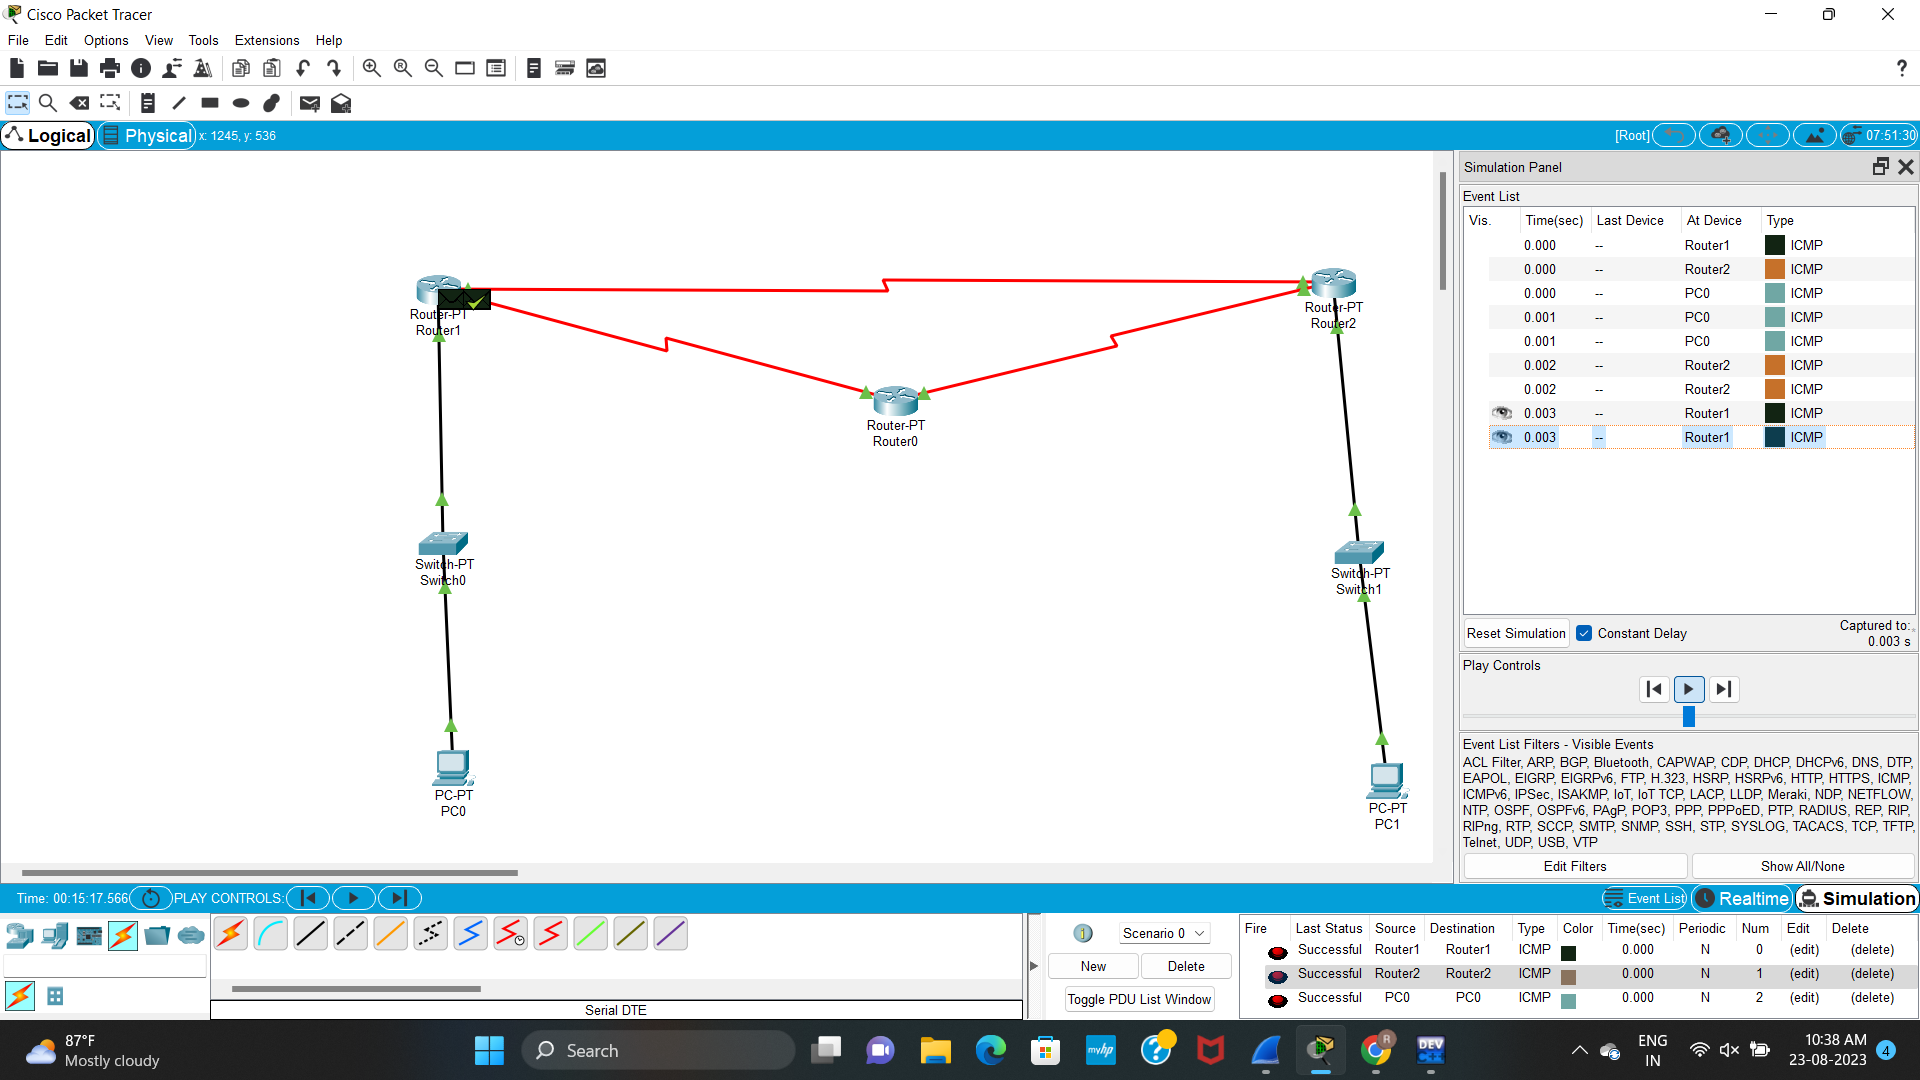 Cisco Packet Tracer
File Edit Options View Tools Extensions Help
?
Logical Physical x: 1245, y: 536 [Root] 07:51:30
Router-PT
Router1
Router-PT
Router2
Router-PT
Router0
Switch-PT
Switch0
Switch-PT
Switch1
PC-PT
PC0
PC-PT
PC1
Simulation Panel
Event List
Vis. Time(sec) Last Device At Device Type
0.000 -- Router1 ICMP
0.000 -- Router2 ICMP
0.000 -- PC0 ICMP
0.001 -- PC0 ICMP
0.001 -- PC0 ICMP
0.002 -- Router2 ICMP
0.002 -- Router2 ICMP
0.003 -- Router1 ICMP
0.003 -- Router1 ICMP
Reset Simulation Constant Delay Captured to:
0.003 s
Play Controls
Event List Filters - Visible Events
ACL Filter, ARP, BGP, Bluetooth, CAPWAP, CDP, DHCP, DHCPv6, DNS, DTP,
EAPOL, EIGRP, EIGRPv6, FTP, H.323, HSRP, HSRPv6, HTTP, HTTPS, ICMP,
ICMPv6, IPSec, ISAKMP, IoT, IoT TCP, LACP, LLDP, Meraki, NDP, NETFLOW,
NTP, OSPF, OSPFv6, PAgP, POP3, PPP, PPPoED, PTP, RADIUS, REP, RIP,
RIPng, RTP, SCCP, SMTP, SNMP, SSH, STP, SYSLOG, TACACS, TCP, TFTP,
Telnet, UDP, USB, VTP
Edit Filters Show All/None
Time: 00:15:17.566 PLAY CONTROLS: Event List Realtime Simulation
Serial DTE
1 Scenario 0
New Delete
Toggle PDU List Window
Fire Last Status Source Destination Type Color Time(sec) Periodic Num Edit Delete
Successful Router1 Router1 ICMP 0.000 N 0 (edit) (delete)
Successful Router2 Router2 ICMP 0.000 N 1 (edit) (delete)
Successful PC0 PC0 ICMP 0.000 N 2 (edit) (delete)
87°F
Mostly cloudy
Search
myhp
?
R
DEV
C++
ENG
IN
10:38 AM
23-08-2023
4